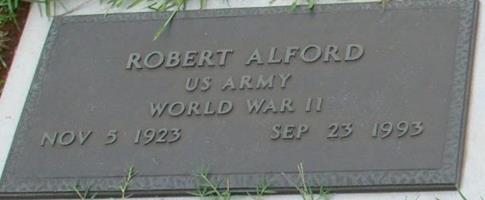 ROBERT ALFORD
US ARMY
WORLD WAR II
NOV 5 1923 SEP 23 1993